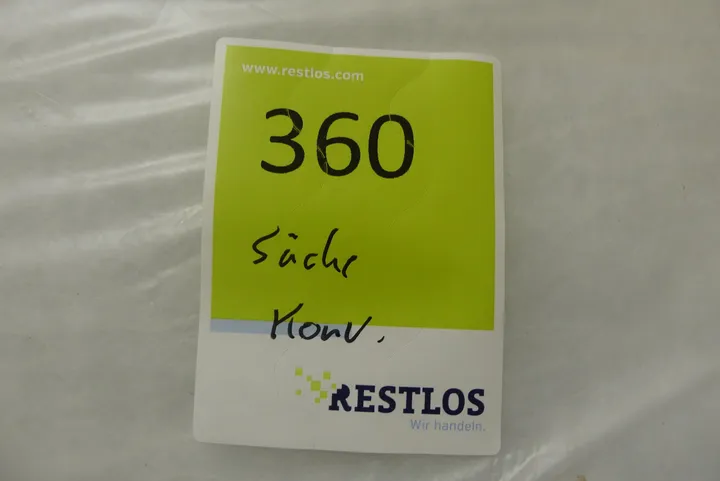 www.restlos.com
360
Säcke
Konv.
RESTLOS
Wir handeln.